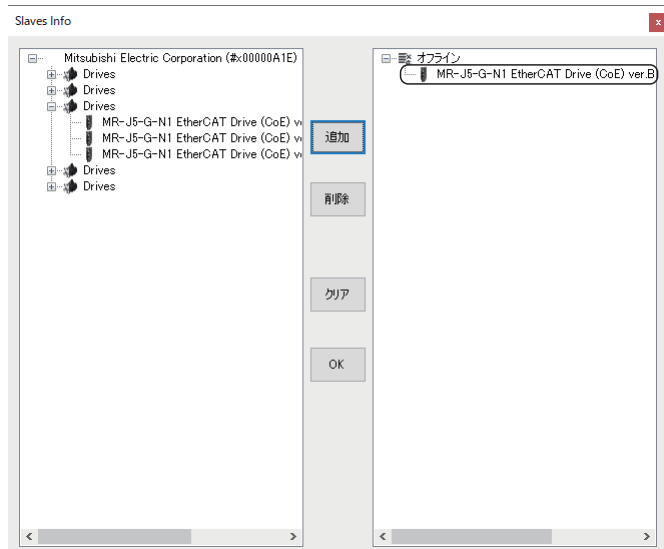 Slaves Info
x
Mitsubishi Electric Corporation (#x00000A1E)
Drives
Drives
Drives
MR-J5-G-N1 EtherCAT Drive (CoE)
MR-J5-G-N1 EtherCAT Drive (CoE)
MR-J5-G-N1 EtherCAT Drive (CoE)
Drives
Drives
追加
削除
クリア
OK
オフライン
MR-J5-G-N1 EtherCAT Drive (CoE) ver.B